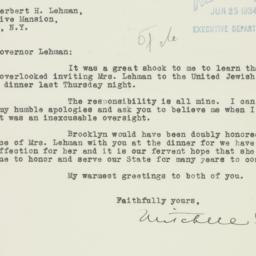 erbert H. Lehman,
ive Mansion,
, N.Y.
JUN 25 1934
EXECUTIVE DEPART
overnor Lehman:
It was a great shock to me to learn tha
overlooked inviting Mrs. Lehman to the United Jewish
dinner last Thursday night.
The responsibility is all mine. I can
my humble apologies and ask you to believe me when I
t was an inexcusable oversight.
Brooklyn would have been doubly honored
ce of Mrs. Lehman with you at the dinner for we have
ffection for her and it is our fervent hope that she
ue to honor and serve our State for many years to com
My warmest greetings to both of you.
Faithfully yours,
Mitchell